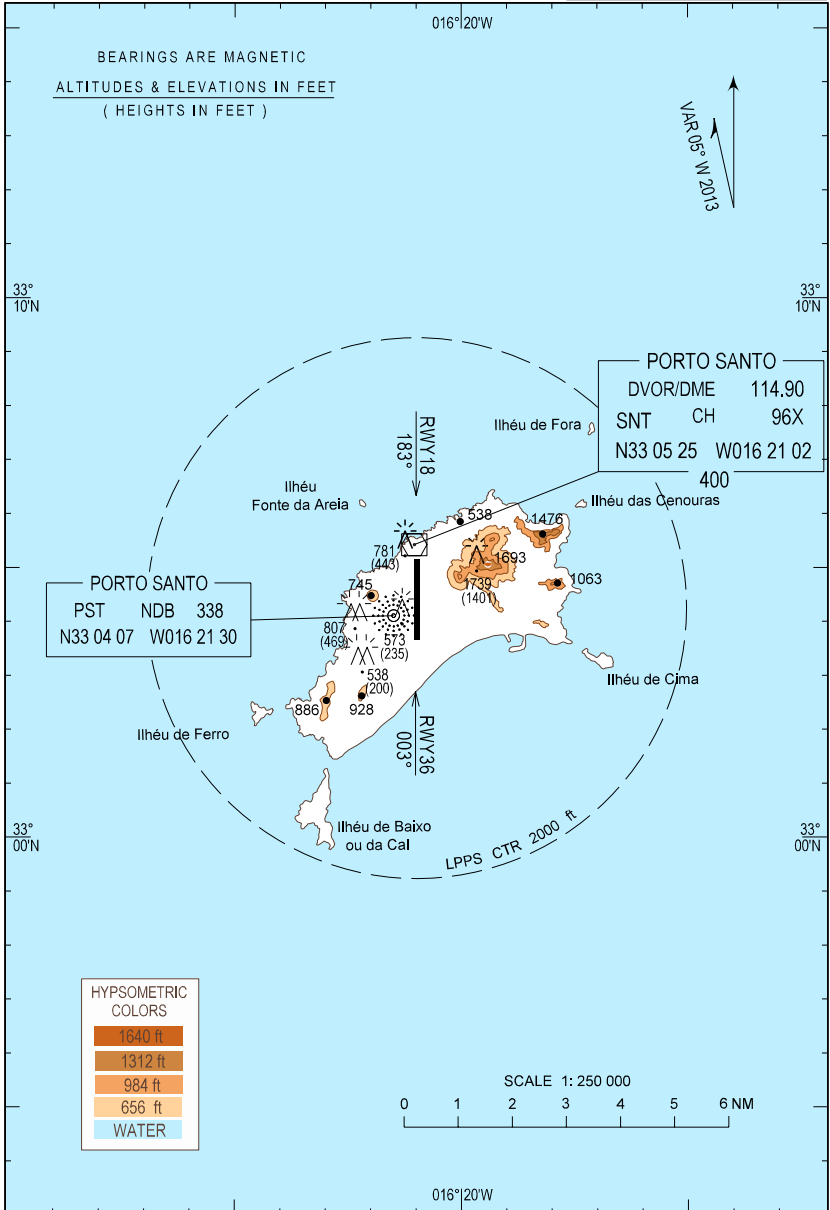 016°20'W
BEARINGS ARE MAGNETIC
ALTITUDES & ELEVATIONS IN FEET
( HEIGHTS IN FEET )
VAR 05° W 2013
33°
10'N
33°
10'N
PORTO SANTO
DVOR/DME 114.90
SNT CH 96X
N33 05 25 W016 21 02
400
RWY18
183°
Ilhéu de Fora
Ilhéu
Fonte da Areia
Ilhéu das Cenouras
538
1476
781
(443)
1693
1739
(1401)
1063
PORTO SANTO
PST NDB 338
N33 04 07 W016 21 30
745
807
(469)
573
(235)
538
(200)
886
928
Ilhéu de Cima
Ilhéu de Ferro
RWY36
003°
Ilhéu de Baixo
ou da Cal
LPPS CTR 2000 ft
33°
00'N
33°
00'N
HYPSOMETRIC
COLORS
1640 ft
1312 ft
984 ft
656 ft
WATER
SCALE 1: 250 000
0 1 2 3 4 5 6 NM
016°20'W